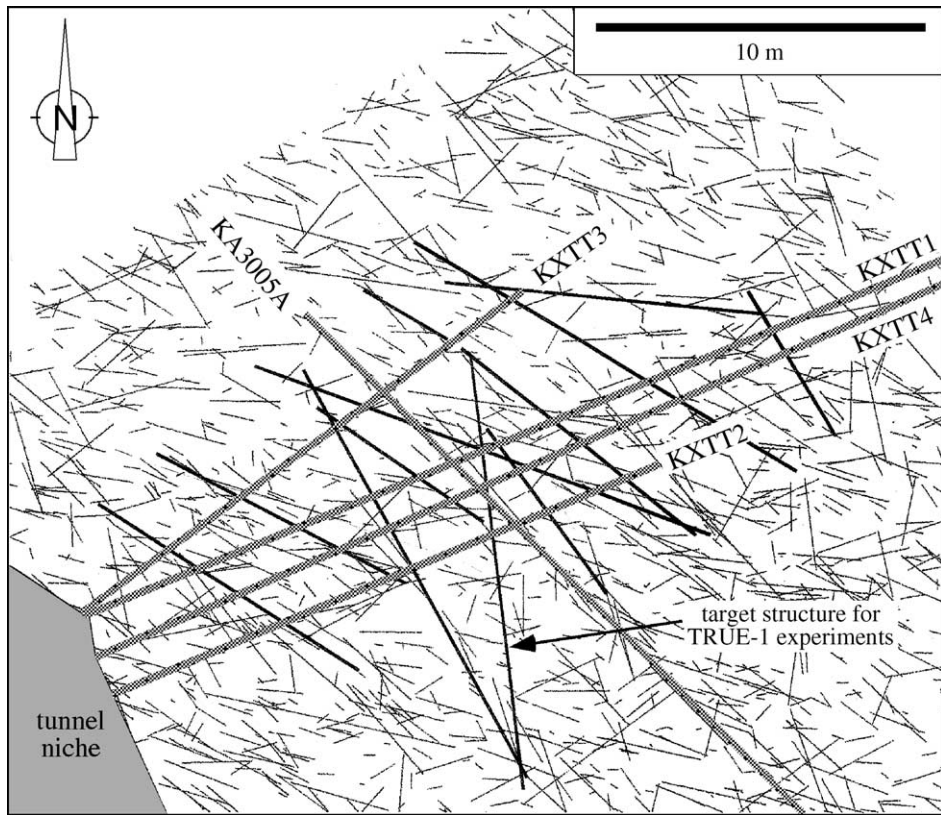 N
10 m
KA3005A
KXTT3
KXTT1
KXTT4
KXTT2
target structure for
TRUE-1 experiments
tunnel
niche